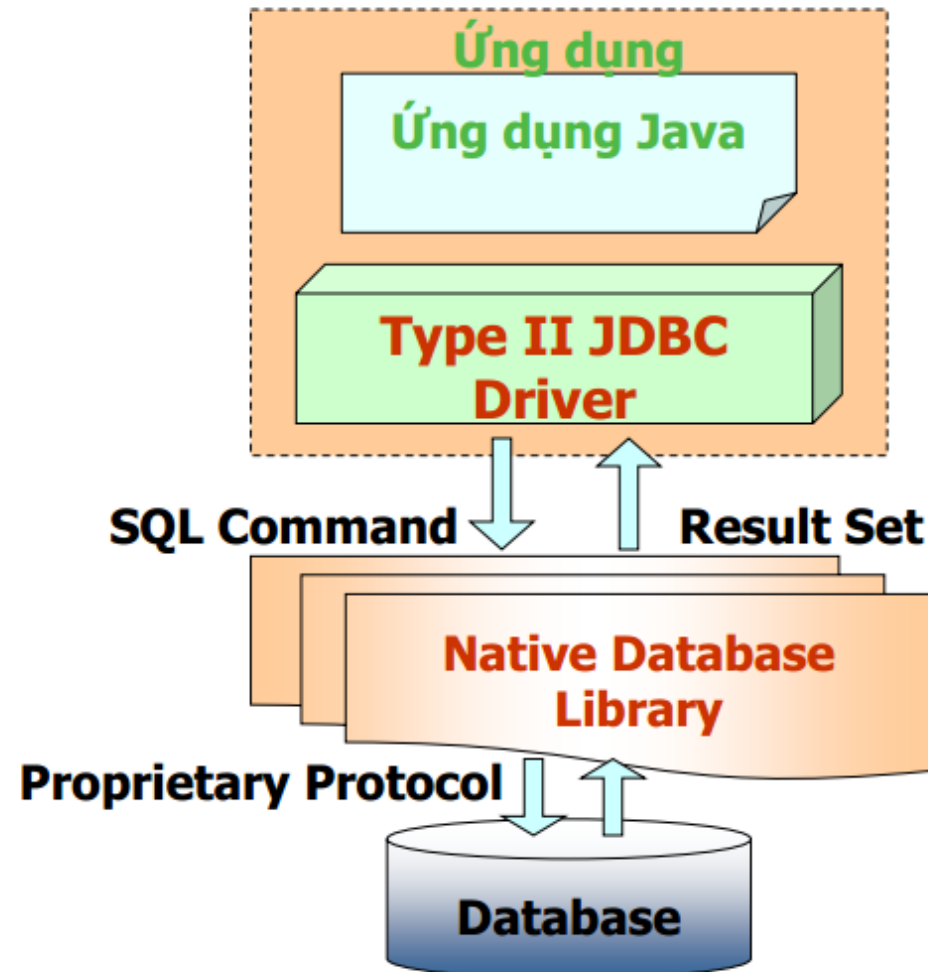 Ứng dụng
Ứng dụng Java
Type II JDBC
Driver
SQL Command
Result Set
Native Database
Library
Proprietary Protocol
Database